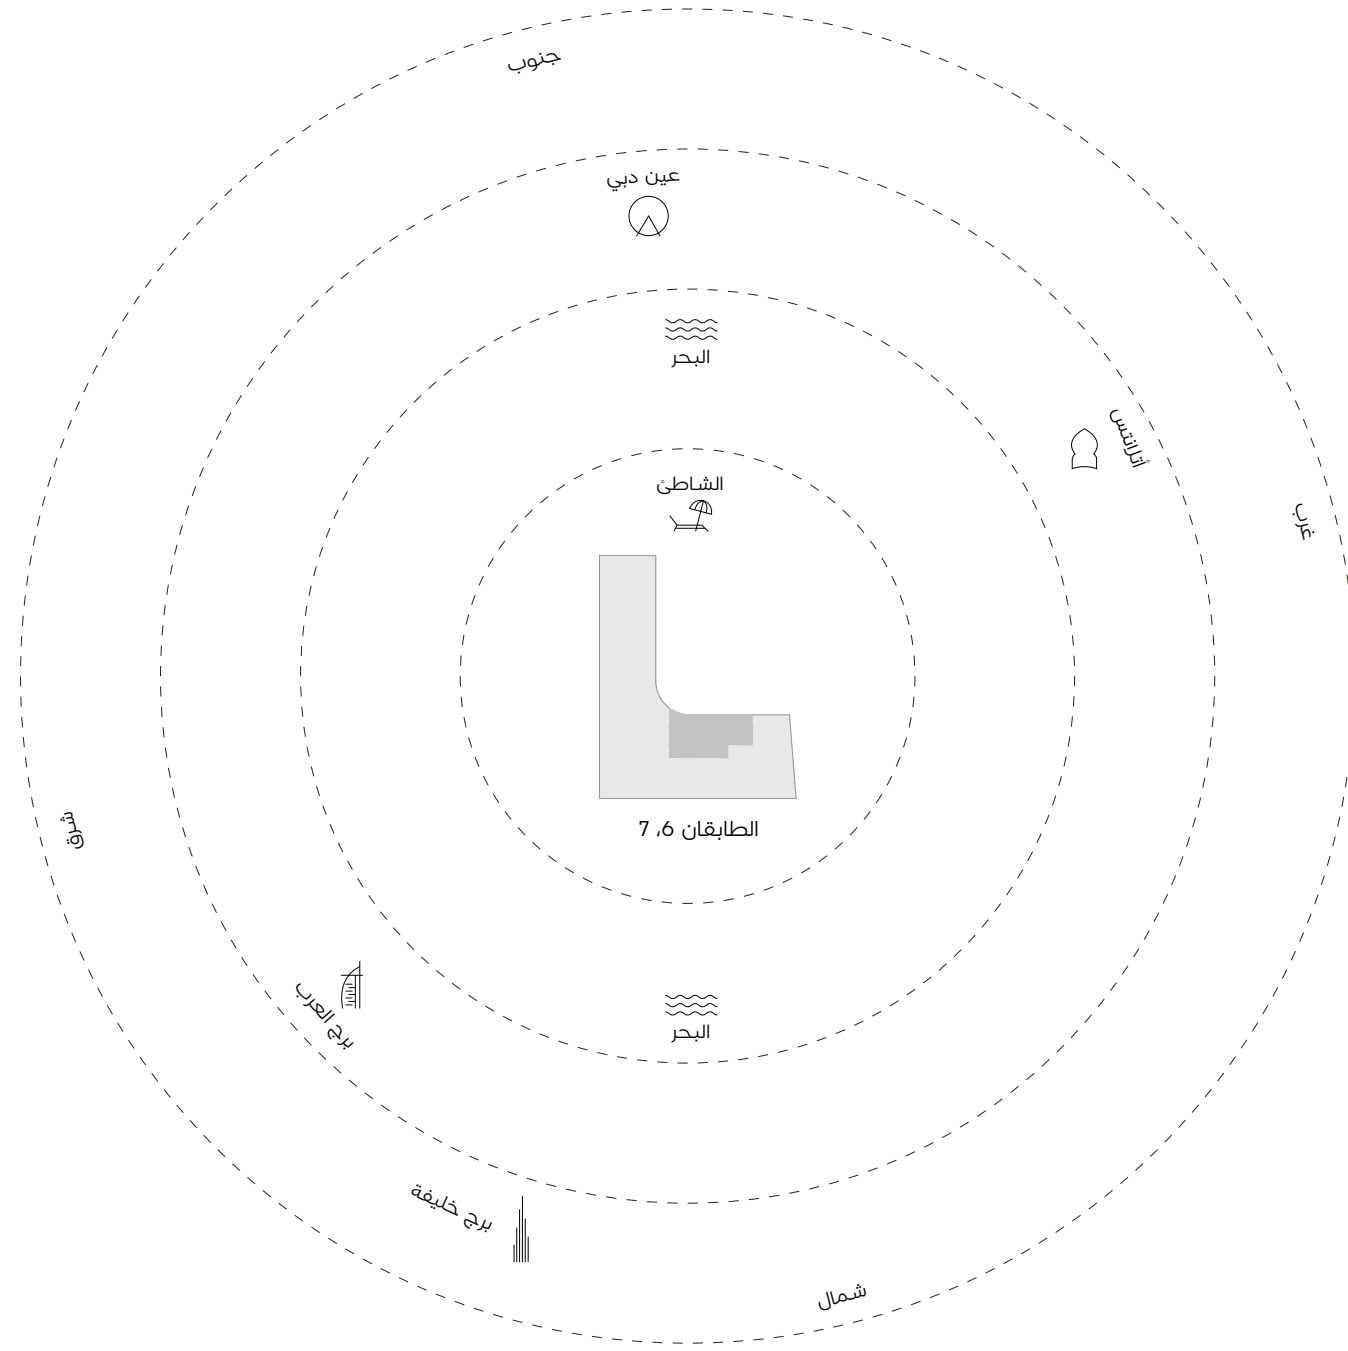 جنوب
عين دبي
البحر
أتلانتس
الشاطئ
غرب
الطابقان 6، 7
شرق
برج العرب
البحر
برج خليفة
شمال